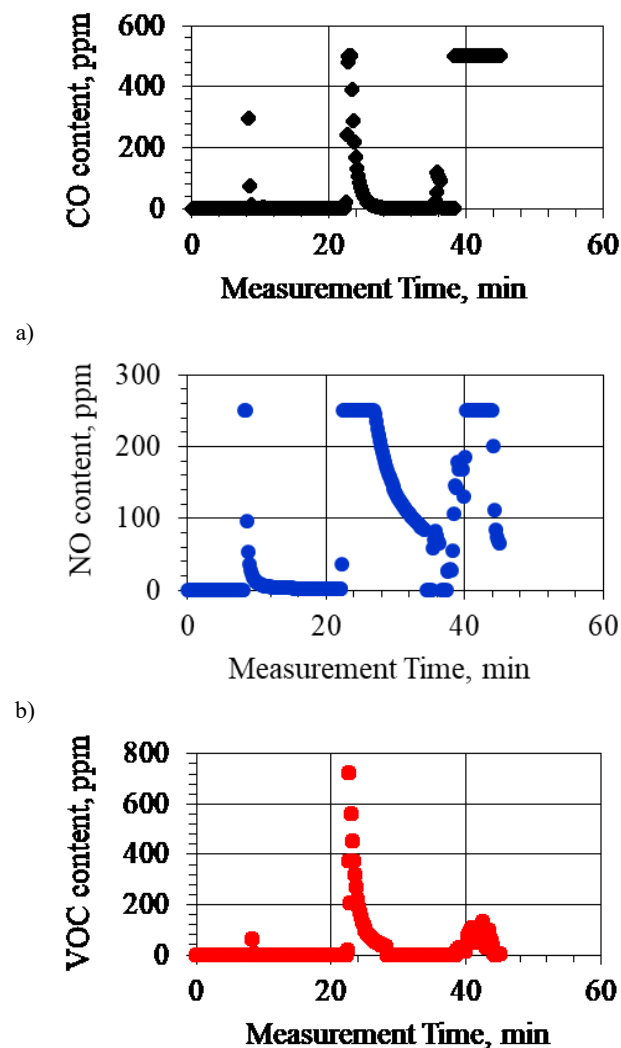 CO content, ppm
600
400
200
0
0 20 40 60
Measurement Time, min
a)
NO content, ppm
300
200
100
0
0 20 40 60
Measurement Time, min
b)
VOC content, ppm
800
600
400
200
0
0 20 40 60
Measurement Time, min